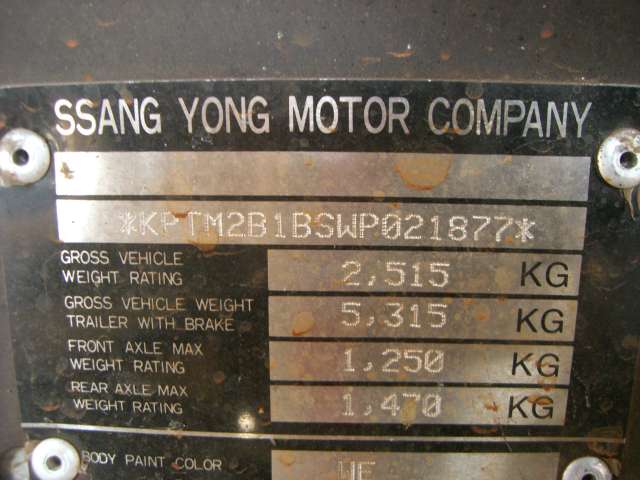 SSANG YONG MOTOR COMPANY
*KPTM2B1BSWP021877*
GROSS VEHICLE WEIGHT RATING 2,515 KG
GROSS VEHICLE WEIGHT TRAILER WITH BRAKE 5,315 KG
FRONT AXLE MAX WEIGHT RATING 1,250 KG
REAR AXLE MAX WEIGHT RATING 1,470 KG
BODY PAINT COLOR